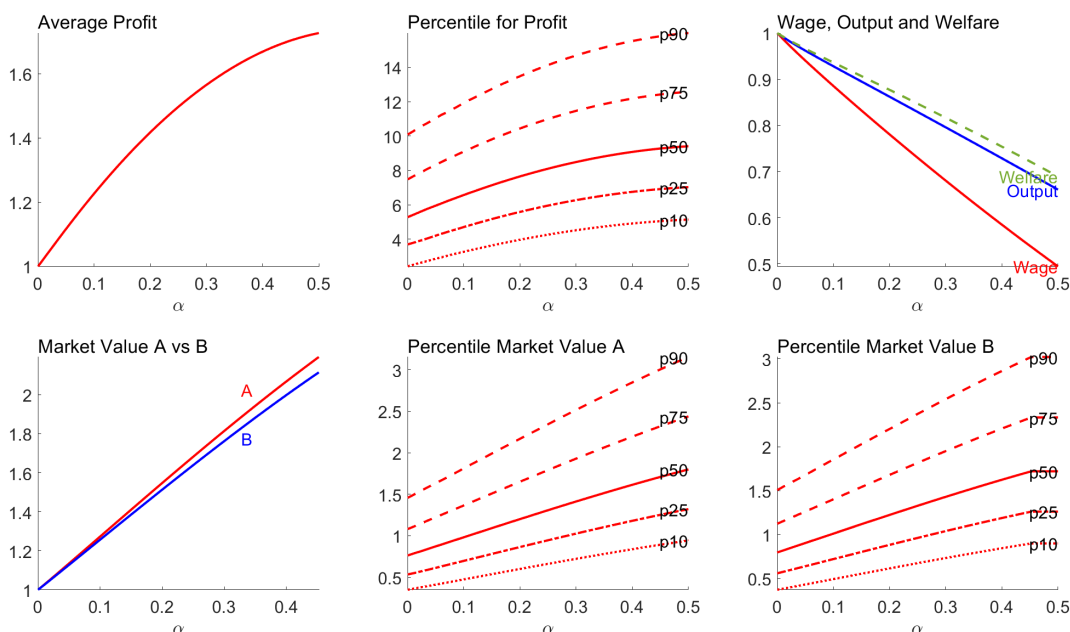 Average Profit
1.6
1.4
1.2
1
0 0.1 0.2 0.3 0.4 0.5
α
Percentile for Profit
14
12
10
8
6
4
p90
p75
p50
p25
p10
0 0.1 0.2 0.3 0.4 0.5
α
Wage, Output and Welfare
1
0.9
0.8
0.7
0.6
0.5
Welfare
Output
Wage
0 0.1 0.2 0.3 0.4 0.5
α
Market Value A vs B
2
1.8
1.6
1.4
1.2
1
A
B
0 0.1 0.2 0.3 0.4
α
Percentile Market Value A
3
2.5
2
1.5
1
0.5
p90
p75
p50
p25
p10
0 0.1 0.2 0.3 0.4 0.5
α
Percentile Market Value B
3
2.5
2
1.5
1
0.5
p90
p75
p50
p25
p10
0 0.1 0.2 0.3 0.4 0.5
α